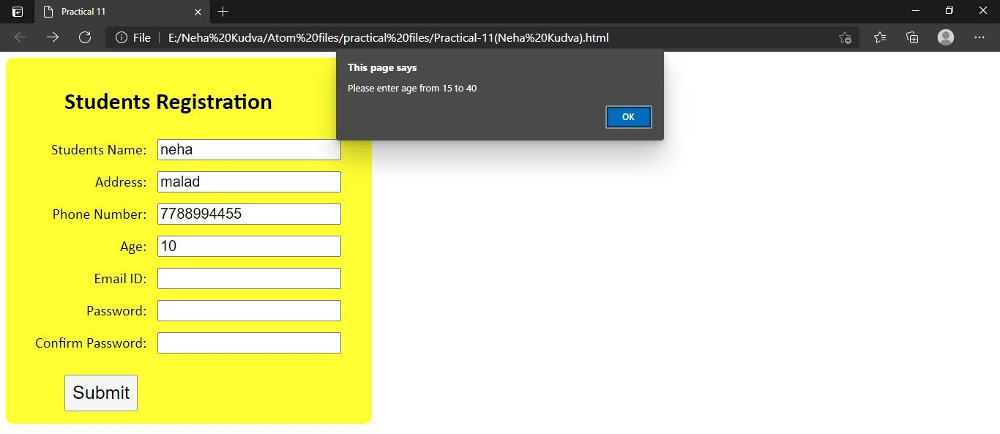 Practical 11
File E:/Neha%20Kudva/Atom%20files/practical%20files/Practical-11(Neha%20Kudva).html
This page says
Please enter age from 15 to 40
OK
Students Registration
Students Name: neha
Address: malad
Phone Number: 7788994455
Age: 10
Email ID:
Password:
Confirm Password:
Submit